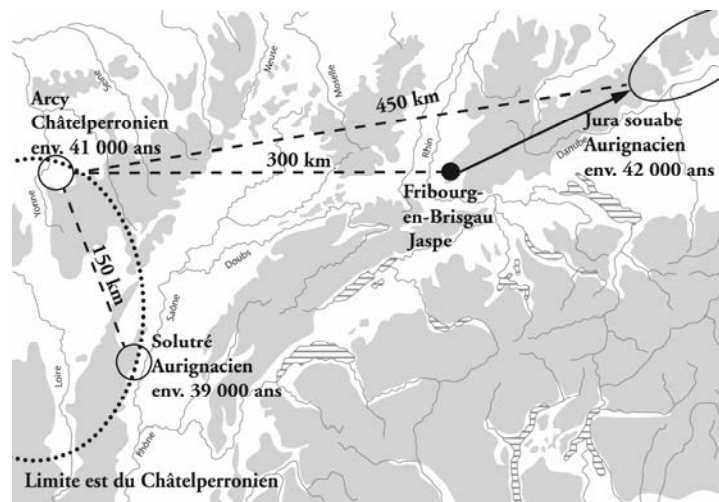 Seine
Meuse
Moselle
Arcy
Châtelperronien
env. 41 000 ans
450 km
Jura souabe
Aurignacien
env. 42 000 ans
Danube
Rhin
300 km
Fribourg-
en-Brisgau
Jaspe
Yonne
150 km
Doubs
Saône
Solutré
Aurignacien
env. 39 000 ans
Loire
Rhône
Limite est du Châtelperronien